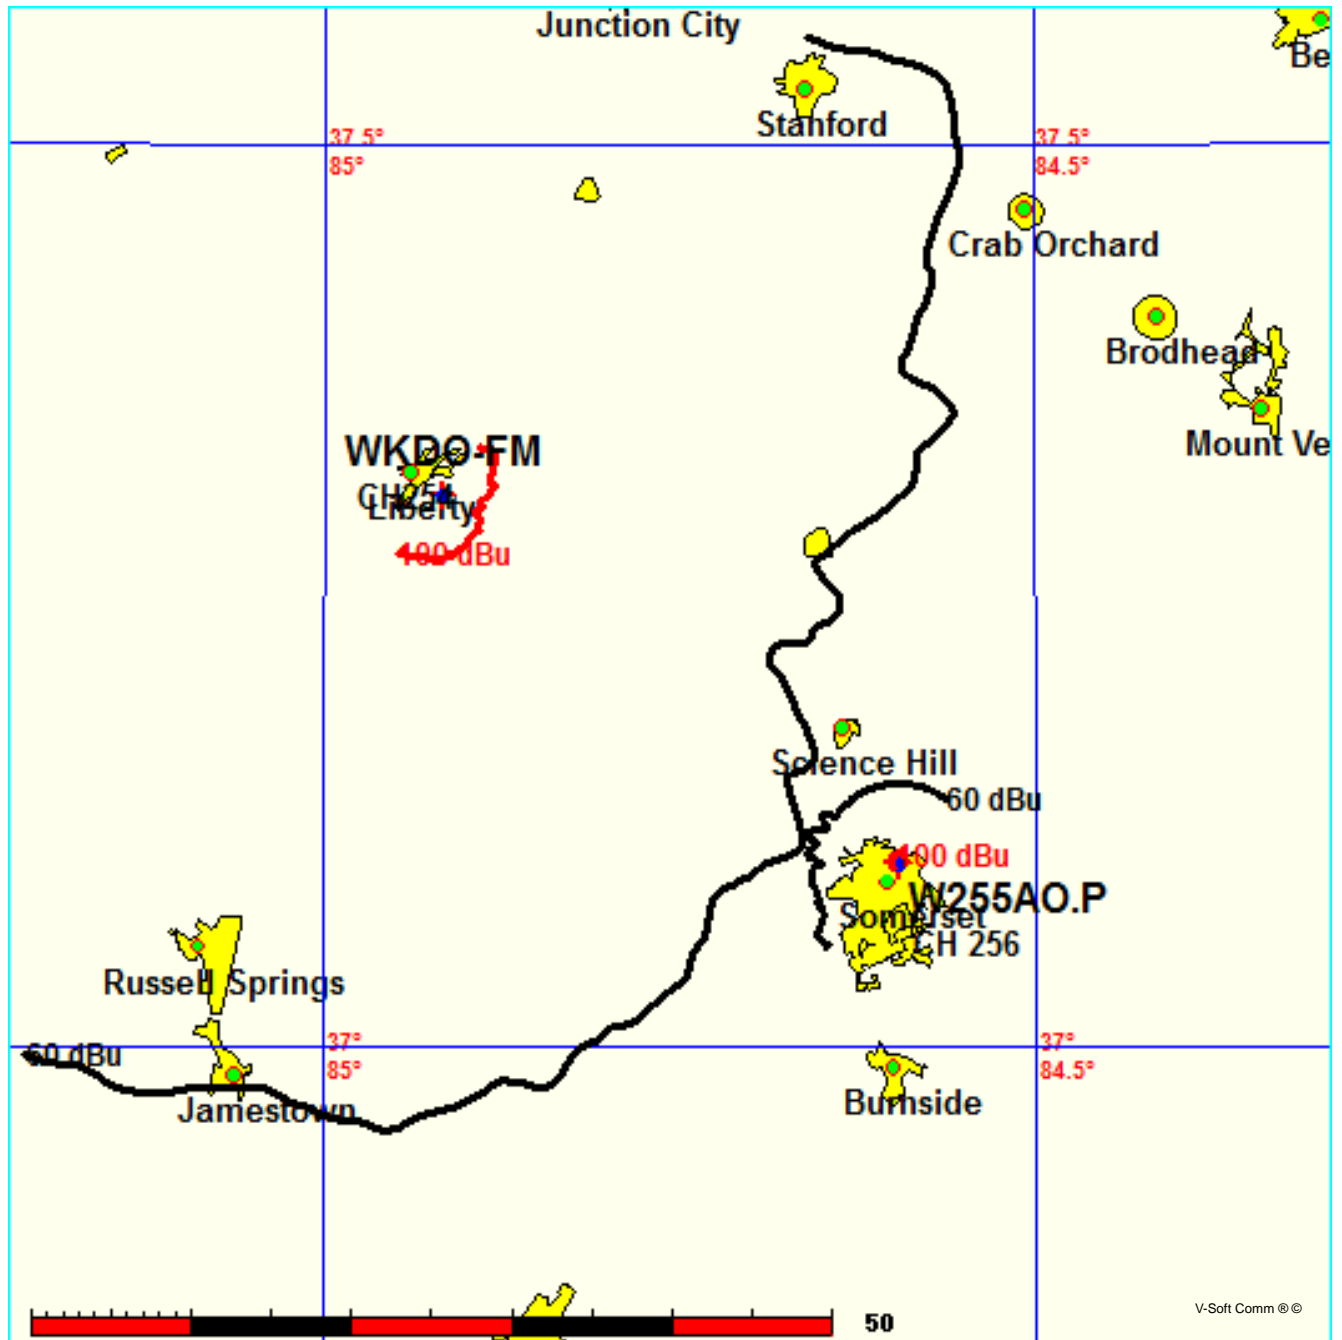 Junction City
Be
Stanford
37.5°
85°
37.5°
84.5°
Crab Orchard
Brodhead
Mount Ve
WKDO-FM
CH254
Liberty
100 dBu
Science Hill
60 dBu
100 dBu
W255AO.P
Somerset
CH 256
Russell Springs
60 dBu
37°
85°
37°
84.5°
Jamestown
Burnside
50
V-Soft Comm ® ©